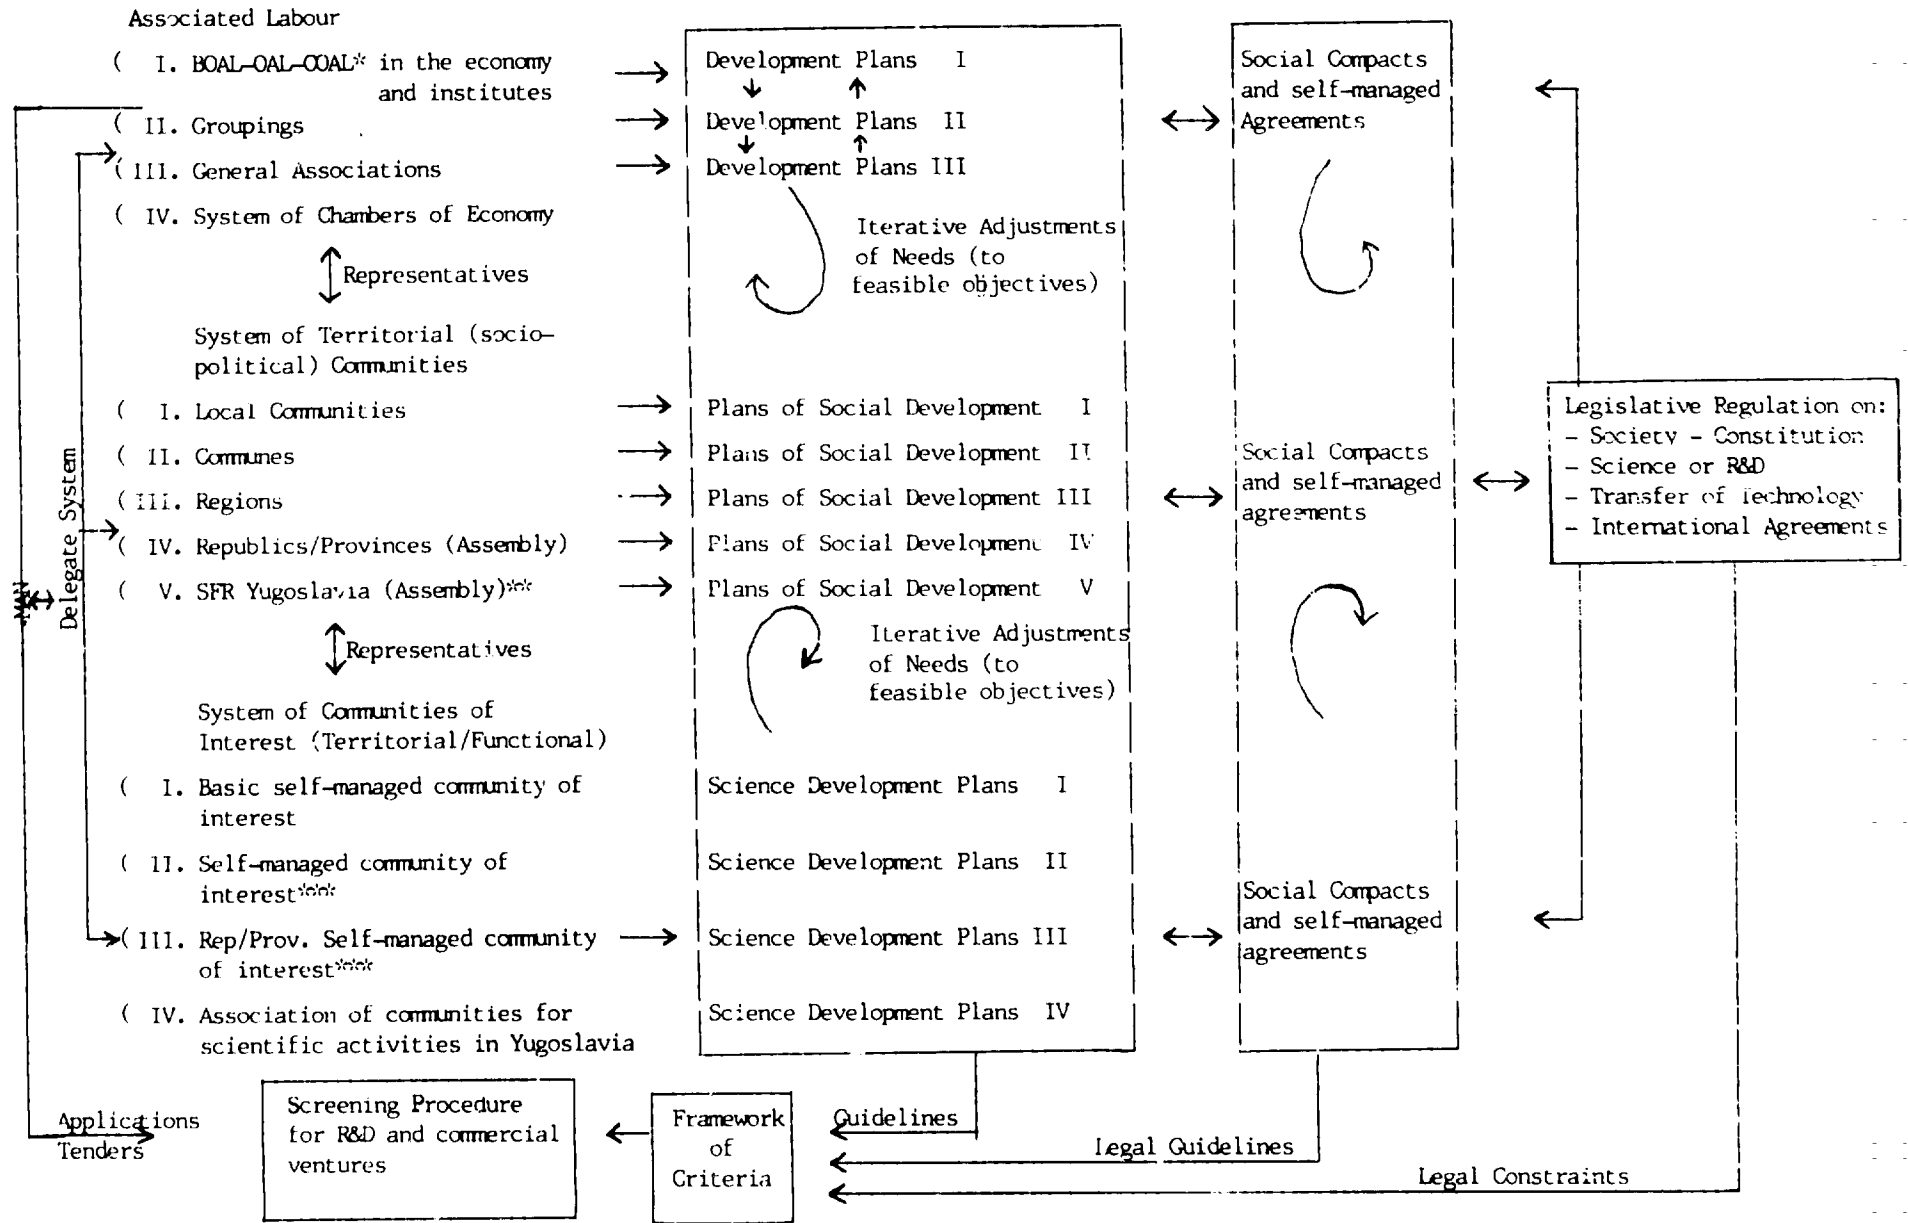 Associated Labour
( I. BOAL-OAL-COAL* in the economy
and institutes
( II. Groupings
( III. General Associations
( IV. System of Chambers of Economy
Representatives
System of Territorial (socio-
political) Communities
( I. Local Communities
( II. Communes
( III. Regions
( IV. Republics/Provinces (Assembly)
( V. SFR Yugoslavia (Assembly)**
Representatives
System of Communities of
Interest (Territorial/Functional)
( I. Basic self-managed community of
interest
( II. Self-managed community of
interest***
( III. Rep/Prov. Self-managed community
of interest***
( IV. Association of communities for
scientific activities in Yugoslavia
Delegate System
Development Plans I
Development Plans II
Development Plans III
Iterative Adjustments
of Needs (to
feasible objectives)
Plans of Social Development I
Plans of Social Development II
Plans of Social Development III
Plans of Social Development IV
Plans of Social Development V
Iterative Adjustments
of Needs (to
feasible objectives)
Science Development Plans I
Science Development Plans II
Science Development Plans III
Science Development Plans IV
Social Compacts
and self-managed
Agreements
Social Compacts
and self-managed
agreements
Social Compacts
and self-managed
agreements
Legislative Regulation on:
- Society - Constitution
- Science or R&D
- Transfer of Technology
- International Agreements
Applications
Tenders
Screening Procedure
for R&D and commercial
ventures
Framework
of
Criteria
Guidelines
Legal Guidelines
Legal Constraints